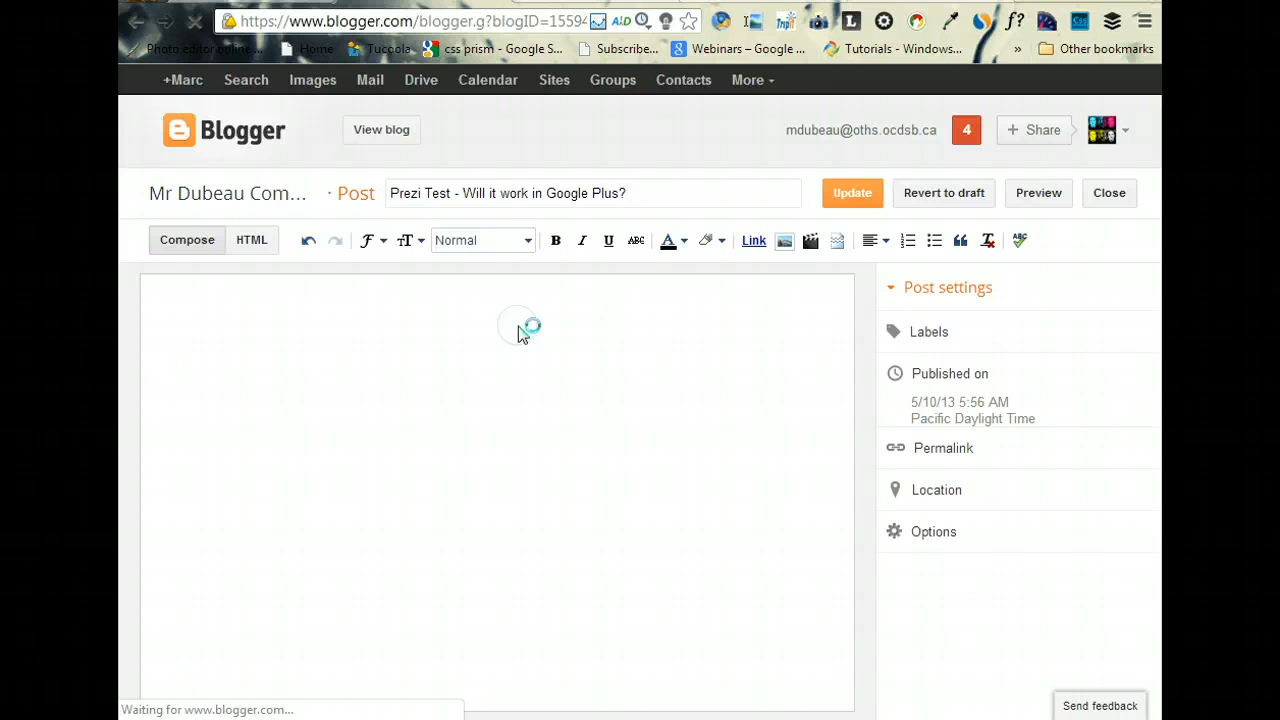 https://www.blogger.com/blogger.g?blogID=15594
Photo editor online ... Home Tuccola css prism - Google S... Subscribe... Webinars – Google ... Tutorials - Windows... » Other bookmarks
+Marc Search Images Mail Drive Calendar Sites Groups Contacts More
Blogger View blog mdubeau@oths.ocdsb.ca 4 + Share
Mr Dubeau Com... · Post Prezi Test - Will it work in Google Plus? Update Revert to draft Preview Close
Compose HTML Normal B I U ABC A Link ABC
Post settings
Labels
Published on
5/10/13 5:56 AM
Pacific Daylight Time
Permalink
Location
Options
Waiting for www.blogger.com...
Send feedback